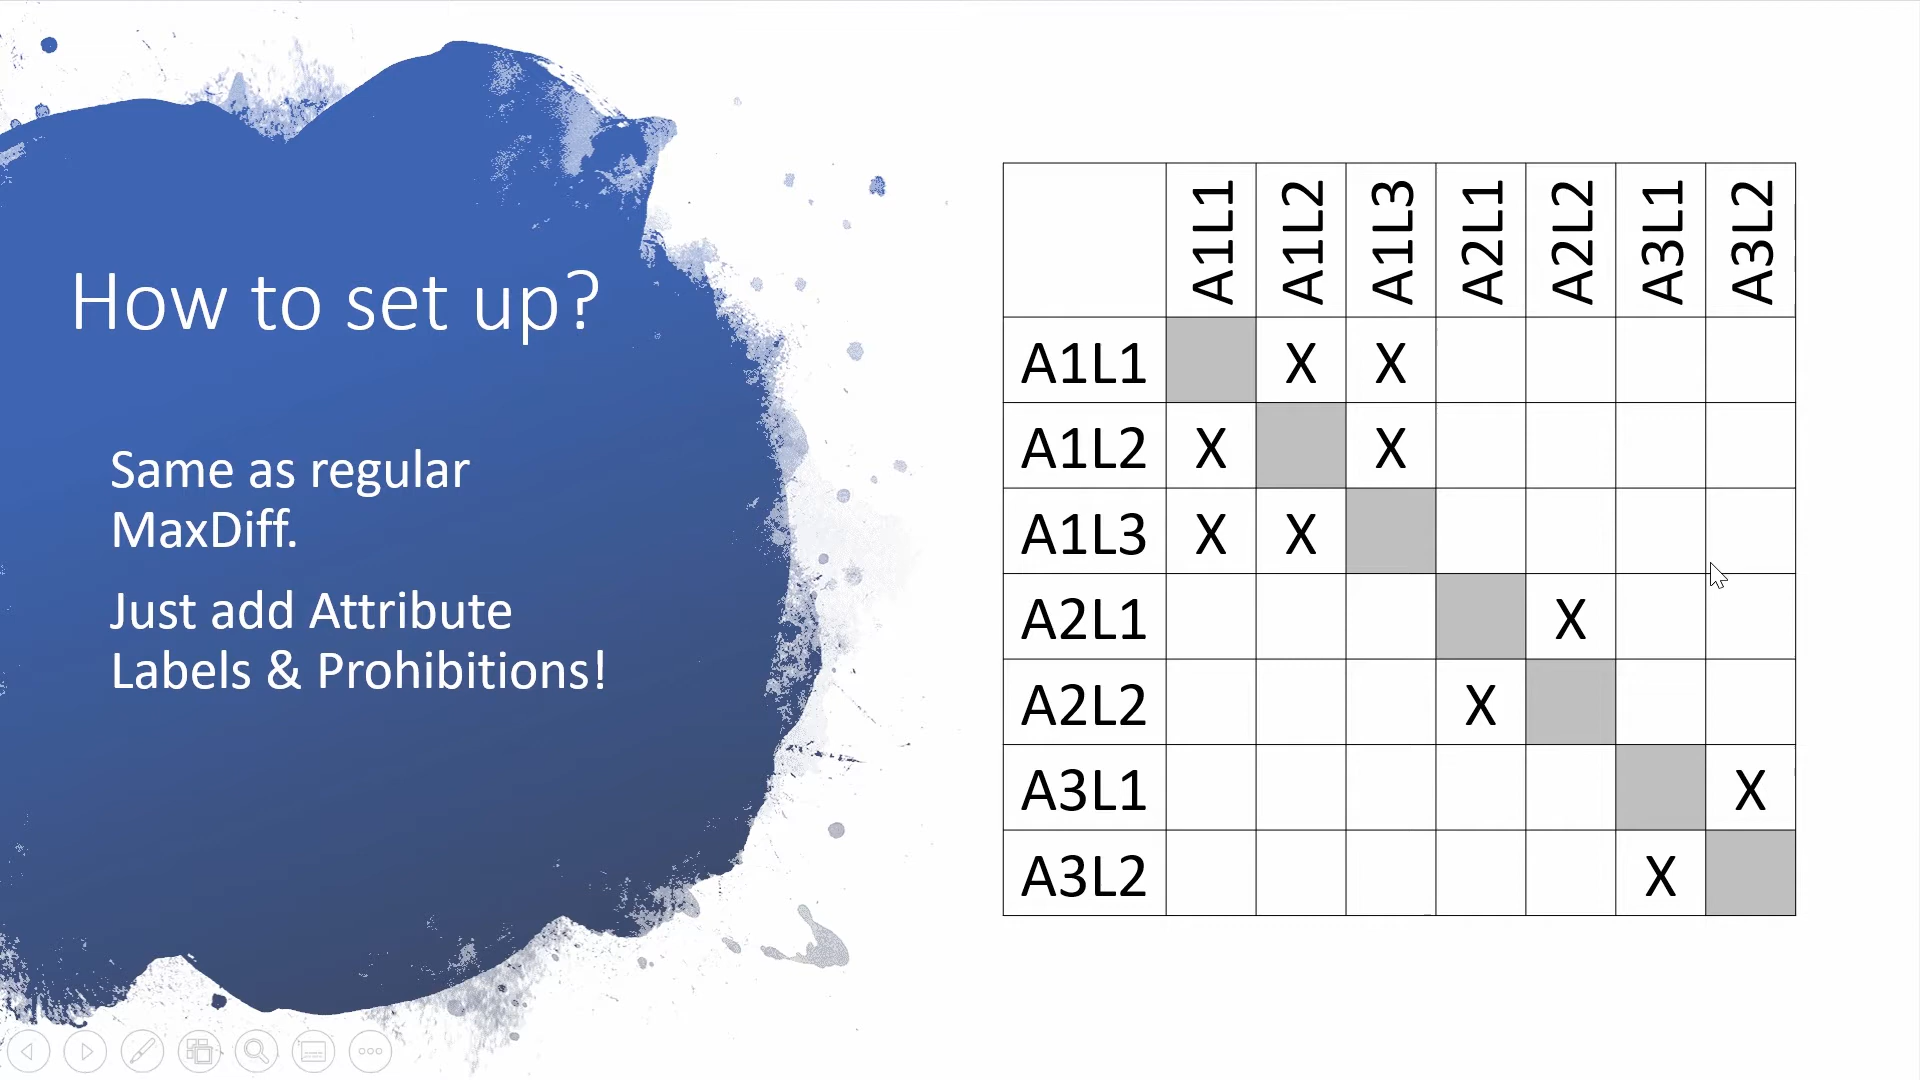 How to set up?
Same as regular
MaxDiff.
Just add Attribute
Labels & Prohibitions!
A1L1 A1L2 A1L3 A2L1 A2L2 A3L1 A3L2
A1L1 X X
A1L2 X X
A1L3 X X
A2L1 X
A2L2 X
A3L1 X
A3L2 X